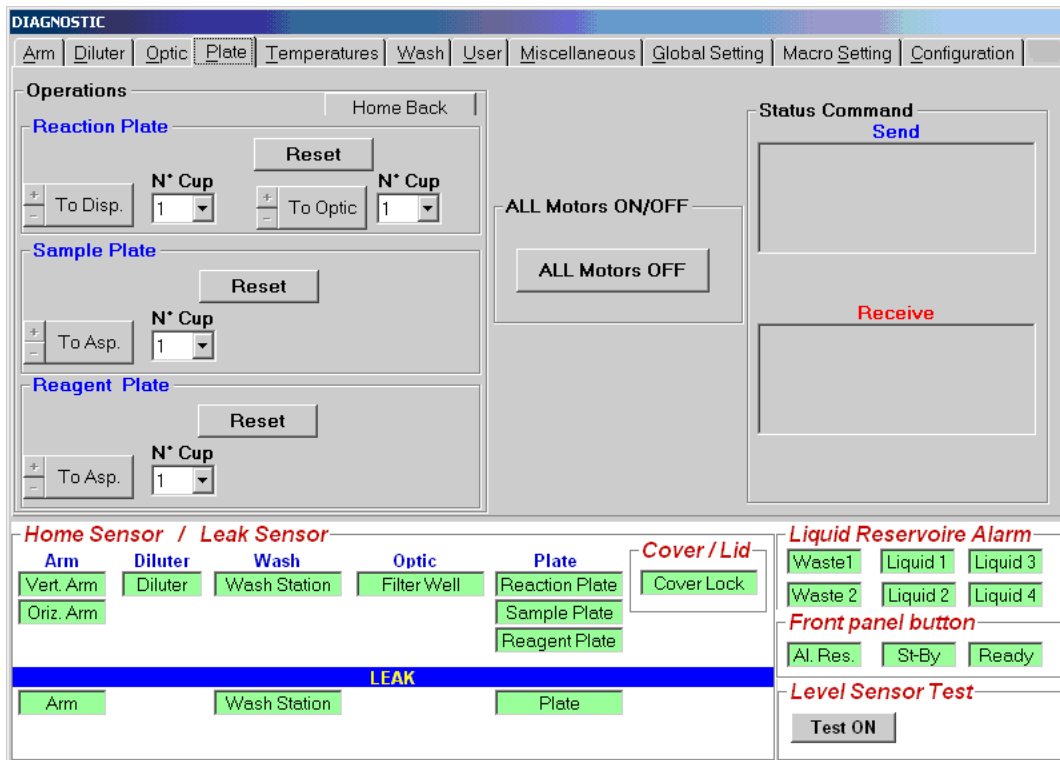 DIAGNOSTIC
Arm Diluter Optic Plate Temperatures Wash User Miscellaneous Global Setting Macro Setting Configuration
Operations
Home Back
Reaction Plate
Reset
N° Cup N° Cup
+ - To Disp. 1 + - To Optic 1
Sample Plate
Reset
N° Cup
+ - To Asp. 1
Reagent Plate
Reset
N° Cup
+ - To Asp. 1
ALL Motors ON/OFF
ALL Motors OFF
Status Command
Send
Receive
Home Sensor / Leak Sensor
Arm Diluter Wash Optic Plate
Vert. Arm Diluter Wash Station Filter Well Reaction Plate
Oriz. Arm Sample Plate
Reagent Plate
Cover / Lid
Cover Lock
LEAK
Arm Wash Station Plate
Liquid Reservoire Alarm
Waste1 Liquid 1 Liquid 3
Waste 2 Liquid 2 Liquid 4
Front panel button
Al. Res. St-By Ready
Level Sensor Test
Test ON